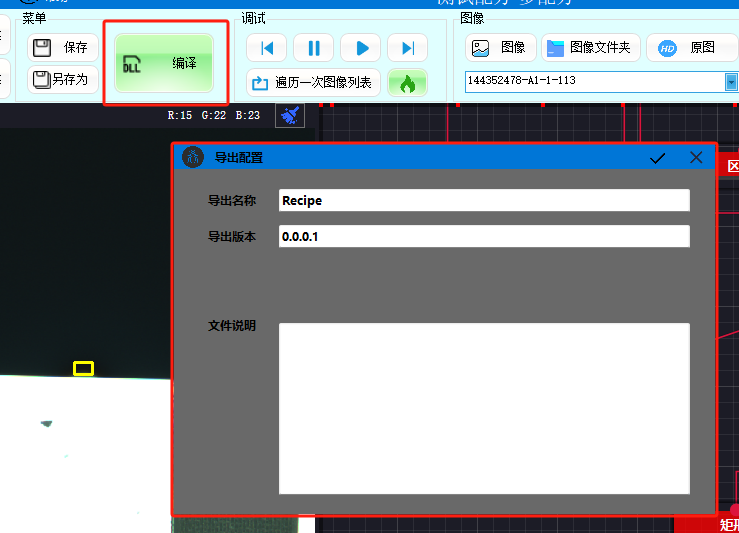 菜单
调试
图像
保存
另存为
DLL
编译
遍历一次图像列表
图像
图像文件夹
HD
原图
144352478-A1-1-113
R:15 G:22 B:23
导出配置
导出名称
Recipe
导出版本
0.0.0.1
文件说明
区
矩形